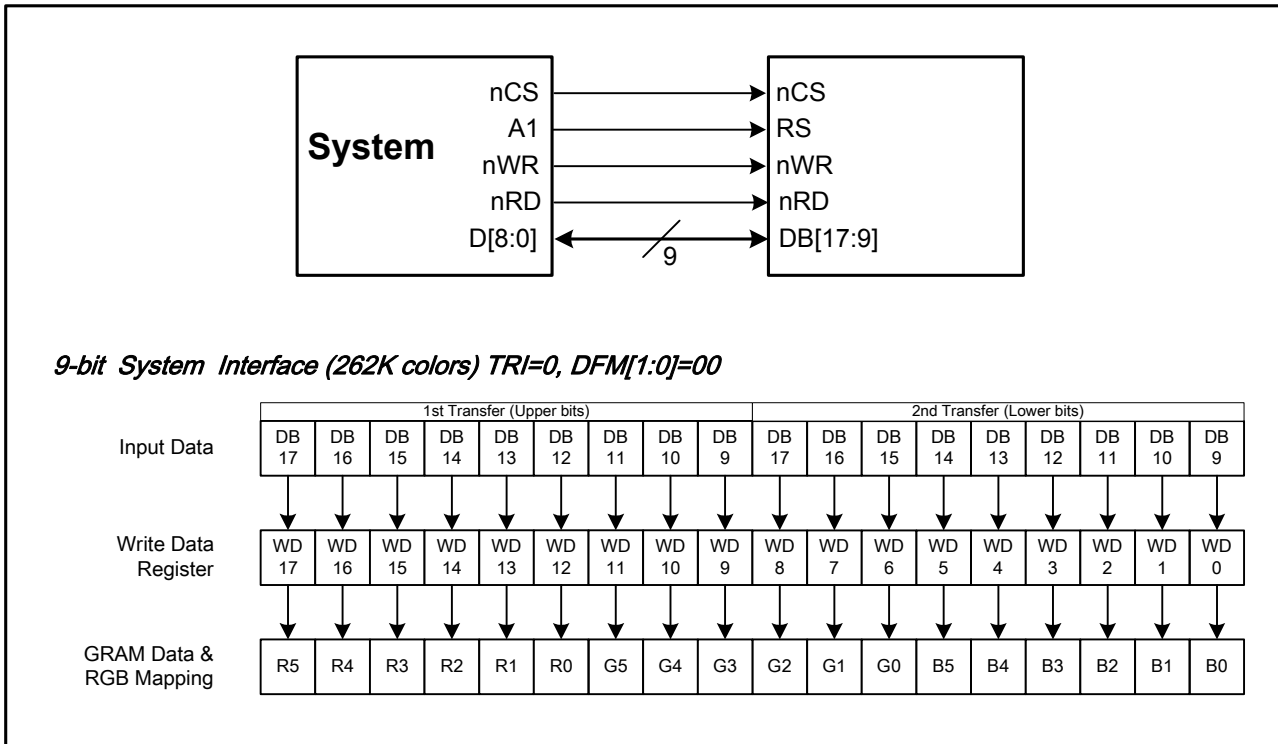 System
nCS
A1
nWR
nRD
D[8:0]
9
nCS
RS
nWR
nRD
DB[17:9]
9-bit System Interface (262K colors) TRI=0, DFM[1:0]=00
1st Transfer (Upper bits) 2nd Transfer (Lower bits)
Input Data
DB DB DB DB DB DB DB DB DB DB DB DB DB DB DB DB DB DB
17 16 15 14 13 12 11 10 9 17 16 15 14 13 12 11 10 9
Write Data
Register
WD WD WD WD WD WD WD WD WD WD WD WD WD WD WD WD WD WD
17 16 15 14 13 12 11 10 9 8 7 6 5 4 3 2 1 0
GRAM Data &
RGB Mapping
R5 R4 R3 R2 R1 R0 G5 G4 G3 G2 G1 G0 B5 B4 B3 B2 B1 B0